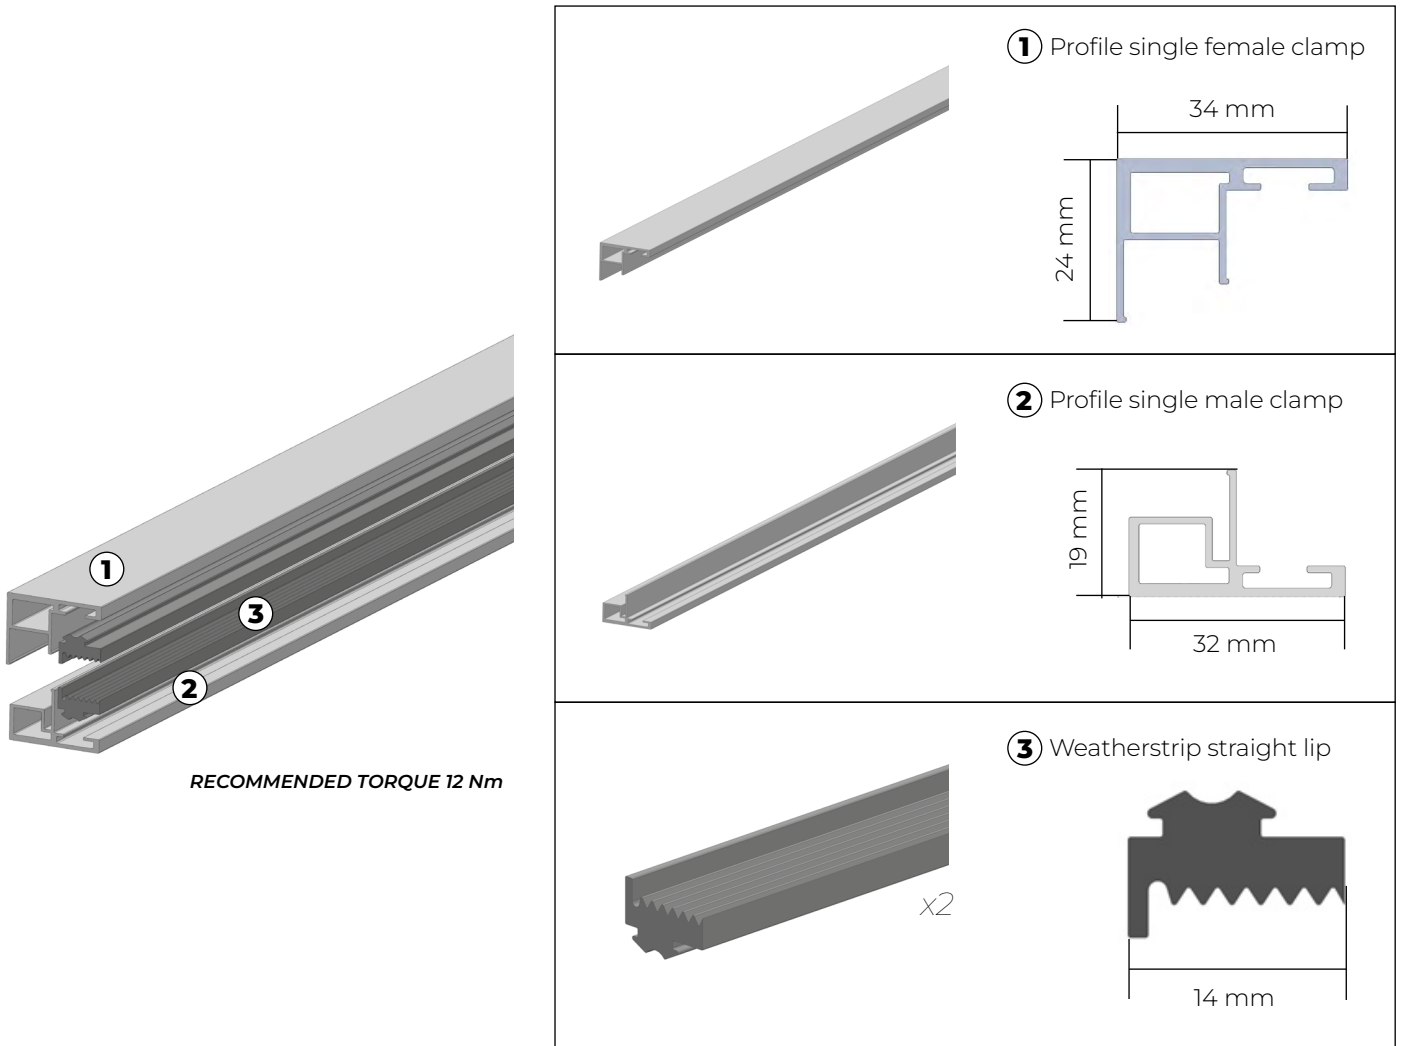 1
3
2
RECOMMENDED TORQUE 12 Nm
1 Profile single female clamp
34 mm
24 mm
2 Profile single male clamp
19 mm
32 mm
3 Weatherstrip straight lip
x2
14 mm